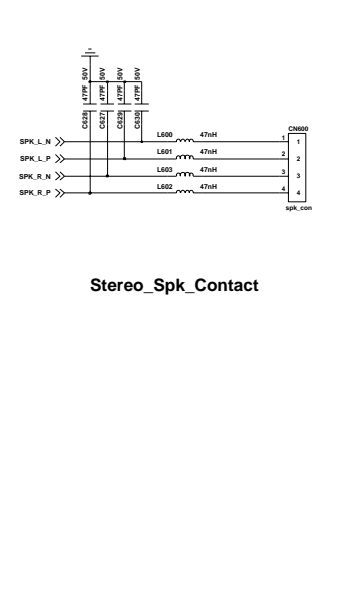 47PF 50V
47PF 50V
47PF 50V
47PF 50V
C628
C627
C629
C630
CN600
SPK_L_N L600 47nH 1 1
SPK_L_P L601 47nH 2 2
SPK_R_N L603 47nH 3 3
SPK_R_P L602 47nH 4 4
spk_con
Stereo_Spk_Contact